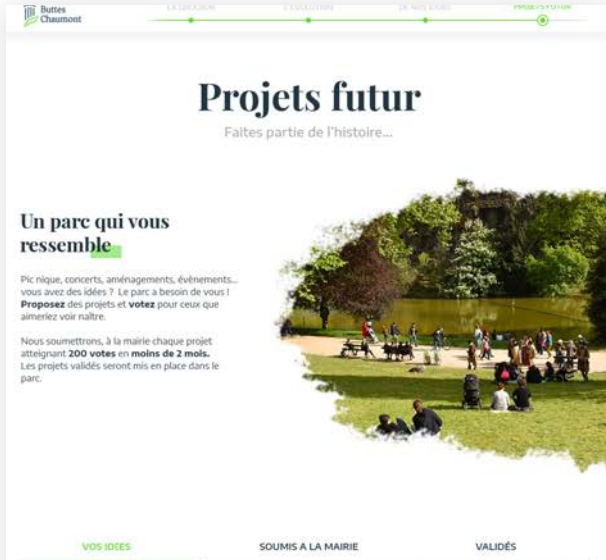 Buttes
Chaumont
PROJETS FUTUR
Projets futur
Faites partie de l'histoire...
Un parc qui vous
ressemble
Pic nique, concerts, aménagements, évènements...
vous avez des idées ? Le parc a besoin de vous !
Proposez des projets et votez pour ceux que
aimeriez voir naître.
Nous soumettrons, à la mairie chaque projet
atteignant 200 votes en moins de 2 mois.
Les projets validés seront mis en place dans le
parc.
VOS IDÉES
SOUMIS A LA MAIRIE
VALIDÉS